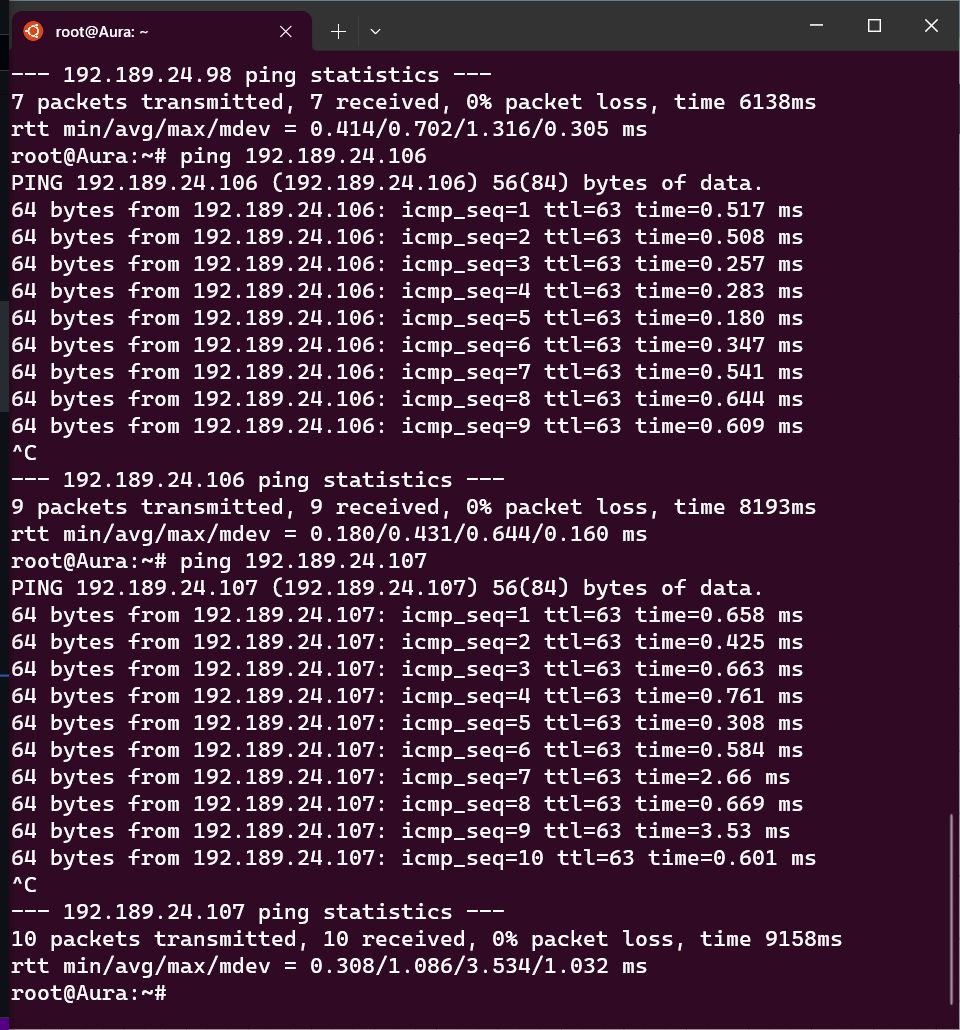 root@Aura: ~
--- 192.189.24.98 ping statistics ---
7 packets transmitted, 7 received, 0% packet loss, time 6138ms
rtt min/avg/max/mdev = 0.414/0.702/1.316/0.305 ms
root@Aura:~# ping 192.189.24.106
PING 192.189.24.106 (192.189.24.106) 56(84) bytes of data.
64 bytes from 192.189.24.106: icmp_seq=1 ttl=63 time=0.517 ms
64 bytes from 192.189.24.106: icmp_seq=2 ttl=63 time=0.508 ms
64 bytes from 192.189.24.106: icmp_seq=3 ttl=63 time=0.257 ms
64 bytes from 192.189.24.106: icmp_seq=4 ttl=63 time=0.283 ms
64 bytes from 192.189.24.106: icmp_seq=5 ttl=63 time=0.180 ms
64 bytes from 192.189.24.106: icmp_seq=6 ttl=63 time=0.347 ms
64 bytes from 192.189.24.106: icmp_seq=7 ttl=63 time=0.541 ms
64 bytes from 192.189.24.106: icmp_seq=8 ttl=63 time=0.644 ms
64 bytes from 192.189.24.106: icmp_seq=9 ttl=63 time=0.609 ms
^C
--- 192.189.24.106 ping statistics ---
9 packets transmitted, 9 received, 0% packet loss, time 8193ms
rtt min/avg/max/mdev = 0.180/0.431/0.644/0.160 ms
root@Aura:~# ping 192.189.24.107
PING 192.189.24.107 (192.189.24.107) 56(84) bytes of data.
64 bytes from 192.189.24.107: icmp_seq=1 ttl=63 time=0.658 ms
64 bytes from 192.189.24.107: icmp_seq=2 ttl=63 time=0.425 ms
64 bytes from 192.189.24.107: icmp_seq=3 ttl=63 time=0.663 ms
64 bytes from 192.189.24.107: icmp_seq=4 ttl=63 time=0.761 ms
64 bytes from 192.189.24.107: icmp_seq=5 ttl=63 time=0.308 ms
64 bytes from 192.189.24.107: icmp_seq=6 ttl=63 time=0.584 ms
64 bytes from 192.189.24.107: icmp_seq=7 ttl=63 time=2.66 ms
64 bytes from 192.189.24.107: icmp_seq=8 ttl=63 time=0.669 ms
64 bytes from 192.189.24.107: icmp_seq=9 ttl=63 time=3.53 ms
64 bytes from 192.189.24.107: icmp_seq=10 ttl=63 time=0.601 ms
^C
--- 192.189.24.107 ping statistics ---
10 packets transmitted, 10 received, 0% packet loss, time 9158ms
rtt min/avg/max/mdev = 0.308/1.086/3.534/1.032 ms
root@Aura:~#